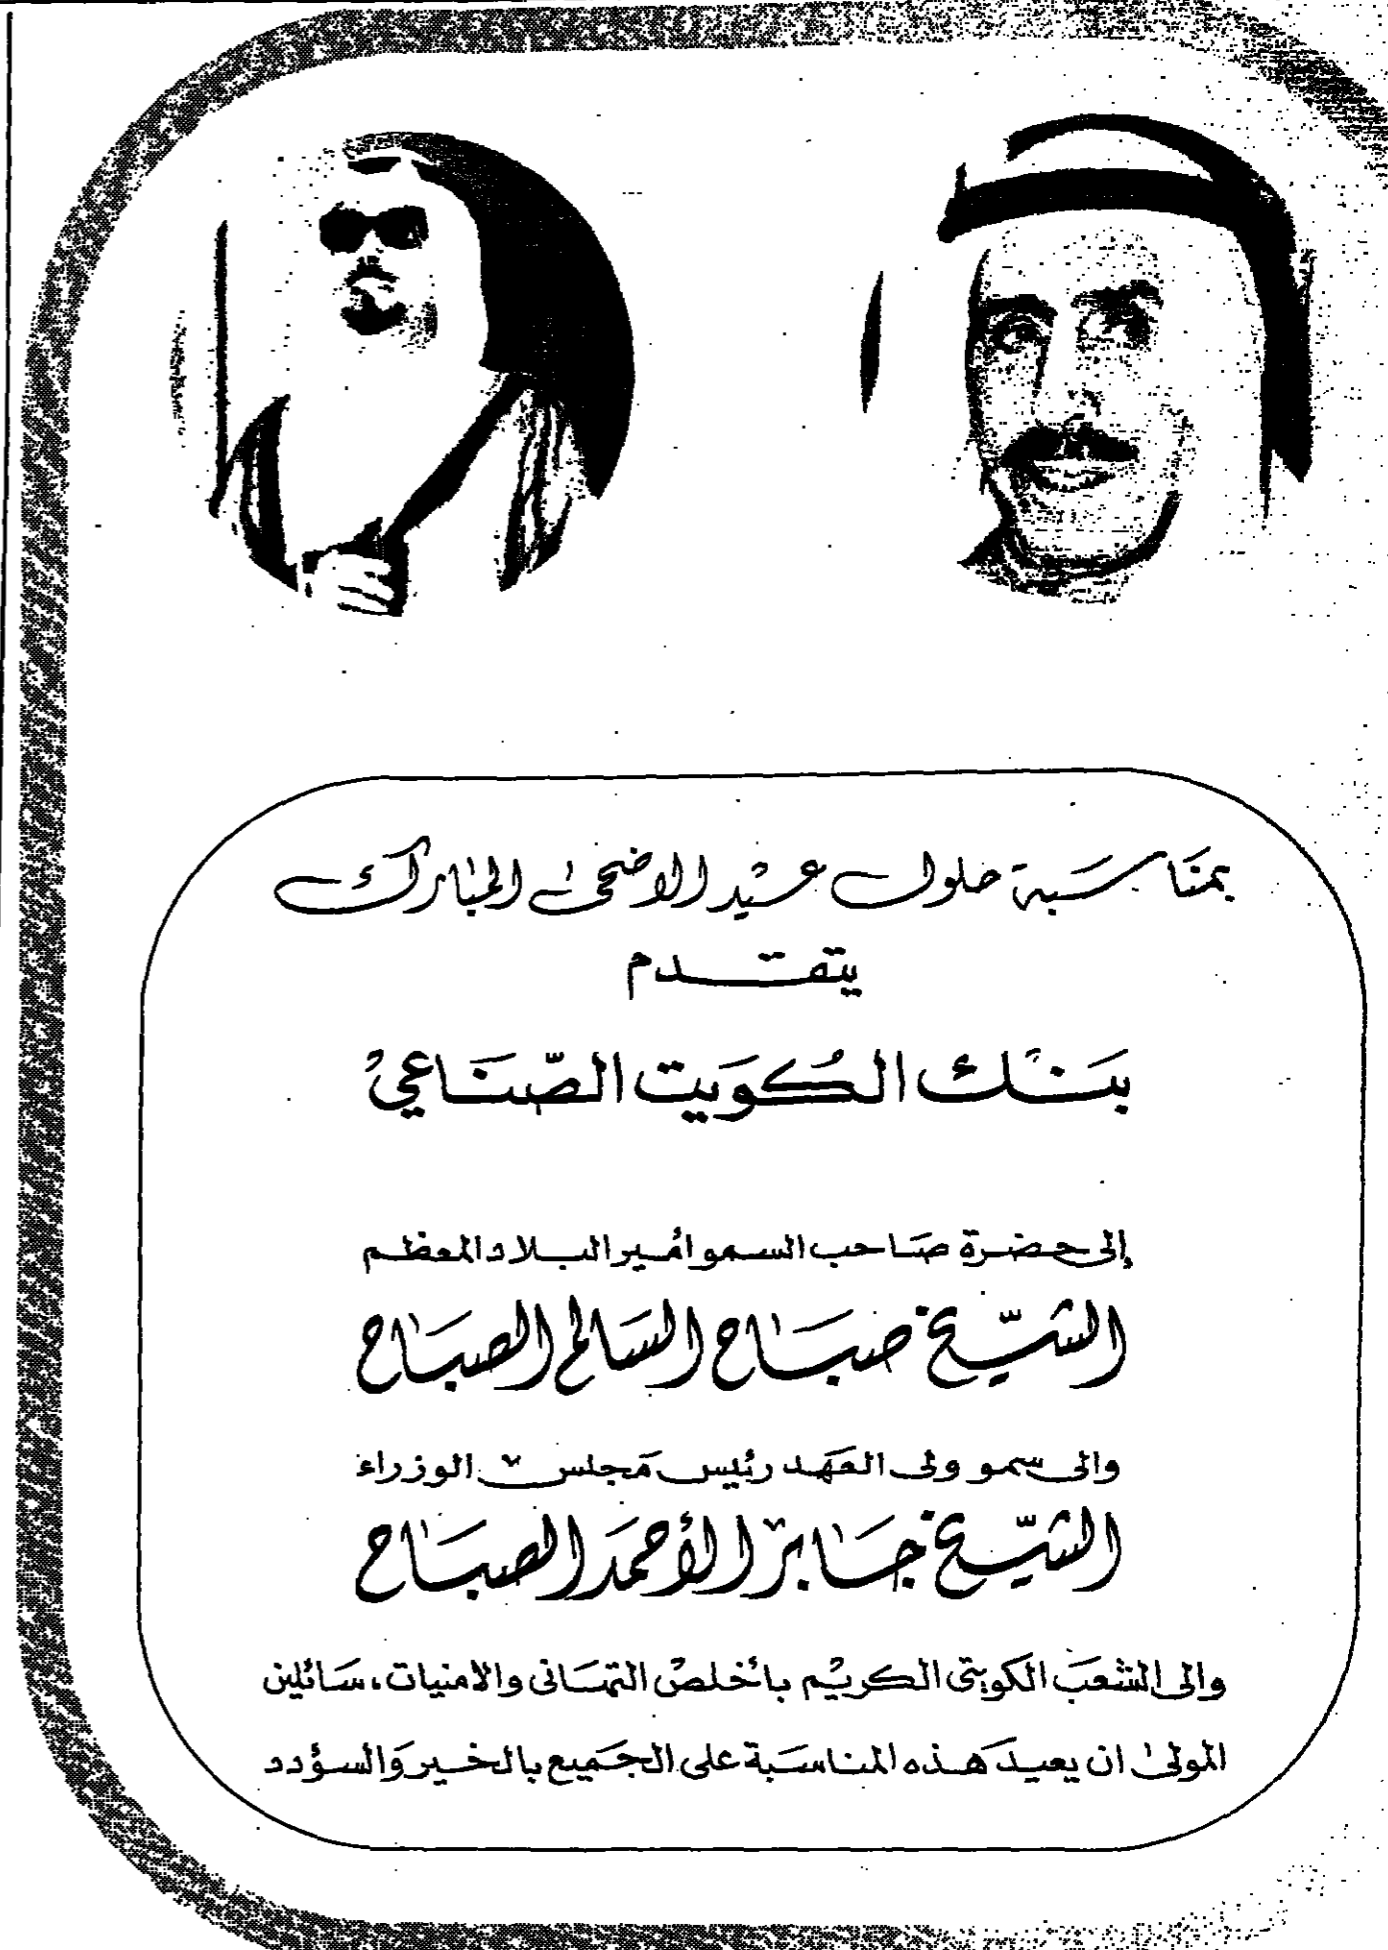 بمناسبة حلول عيد الاضحى المبارك
يتقدم
بنك الكويت الصناعي
إلى حضرة صاحب السمو أمير البلاد المعظم
الشيخ صباح السالم الصباح
والى سمو ولى العهد رئيس مجلس الوزراء
الشيخ جابر الأحمد الصباح
والى الشعب الكويتى الكريم بأخلص التهانى والامنيات، سائلين
المولى ان يعيد هذه المناسبة على الجميع بالخير والسؤدد